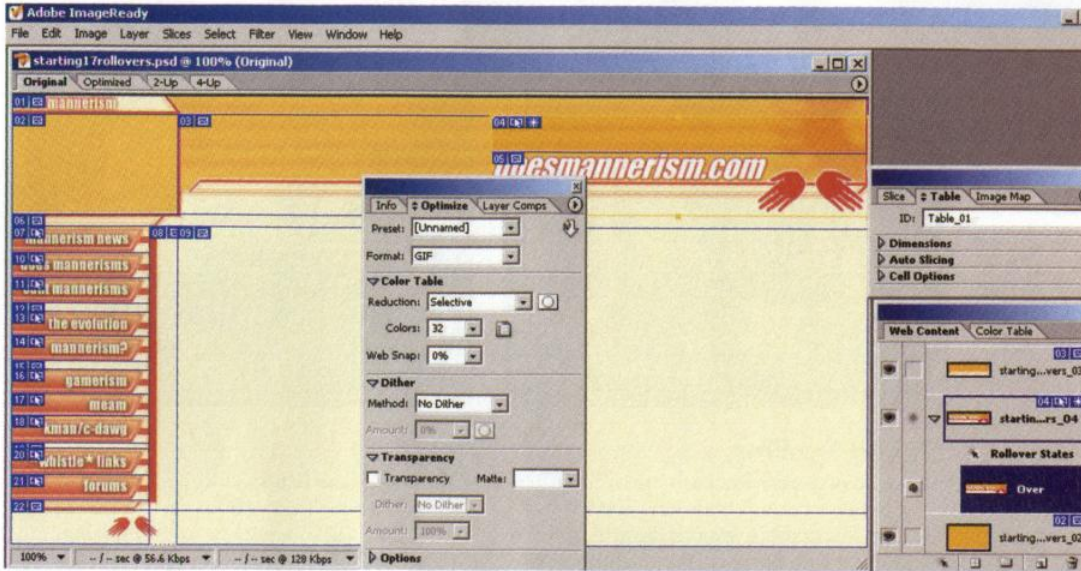 Adobe ImageReady
File Edit Image Layer Slices Select Filter View Window Help
starting17rollovers.psd @ 100% (Original)
Original Optimized 2-Up 4-Up
01 mannerism
02 03 04
05
doesmannerism.com
06
07 mannerism news 08 09
10 does mannerisms
11 mannerisms
12
13 the evolution
14 mannerism?
15
16 gamerism
17 meam
18 kman/c-dawg
20 whistle* links
21 forums
22
100% -- / -- sec @ 56.6 Kbps -- / -- sec @ 128 Kbps
Info Optimize Layer Comps
Preset: [Unnamed]
Format: GIF
Color Table
Reduction: Selective
Colors: 32
Web Snap: 0%
Dither
Method: No Dither
Amount: 0%
Transparency
Transparency Matte:
Dither: No Dither
Amount: 100%
Options
Slice Table Image Map
ID: Table_01
Dimensions
Auto Slicing
Cell Options
Web Content Color Table
03
starting...vers_03
04
startin...rs_04
Rollover States
Over
02
starting...vers_02